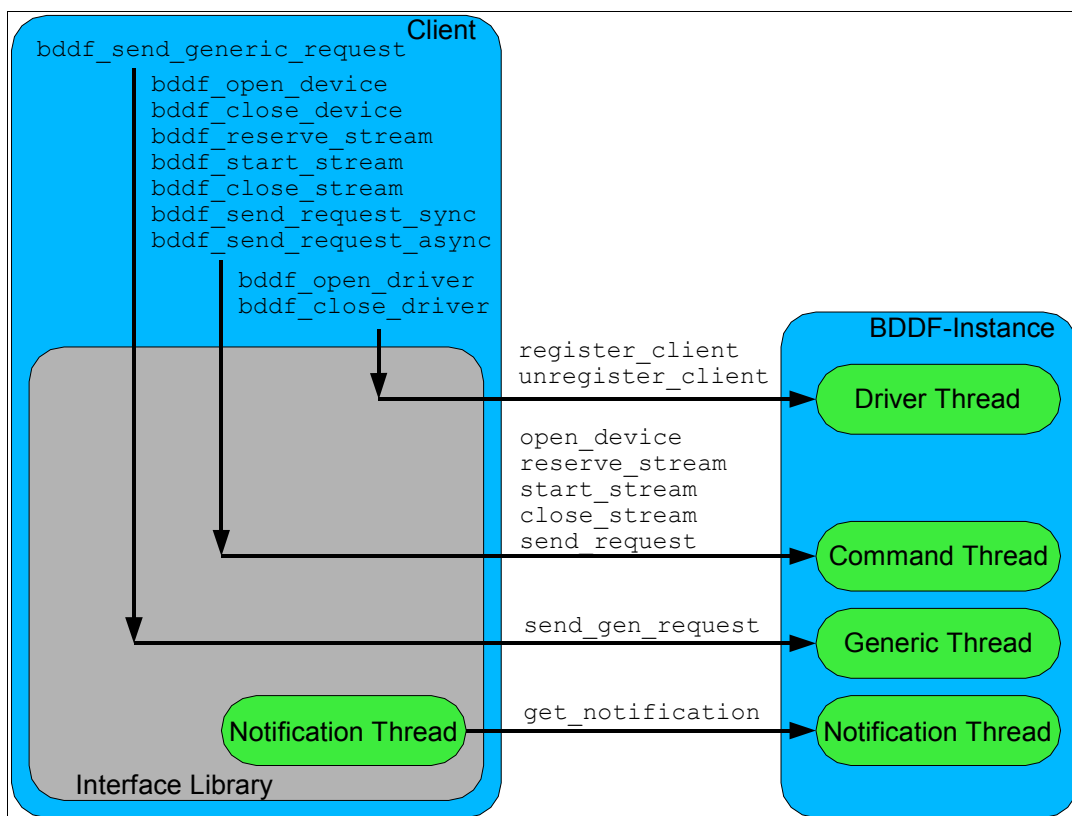 Client
bddf_send_generic_request
bddf_open_device
bddf_close_device
bddf_reserve_stream
bddf_start_stream
bddf_close_stream
bddf_send_request_sync
bddf_send_request_async
bddf_open_driver
bddf_close_driver
BDDF-Instance
register_client
unregister_client
Driver Thread
open_device
reserve_stream
start_stream
close_stream
send_request
Command Thread
send_gen_request
Generic Thread
get_notification
Notification Thread
Notification Thread
Interface Library